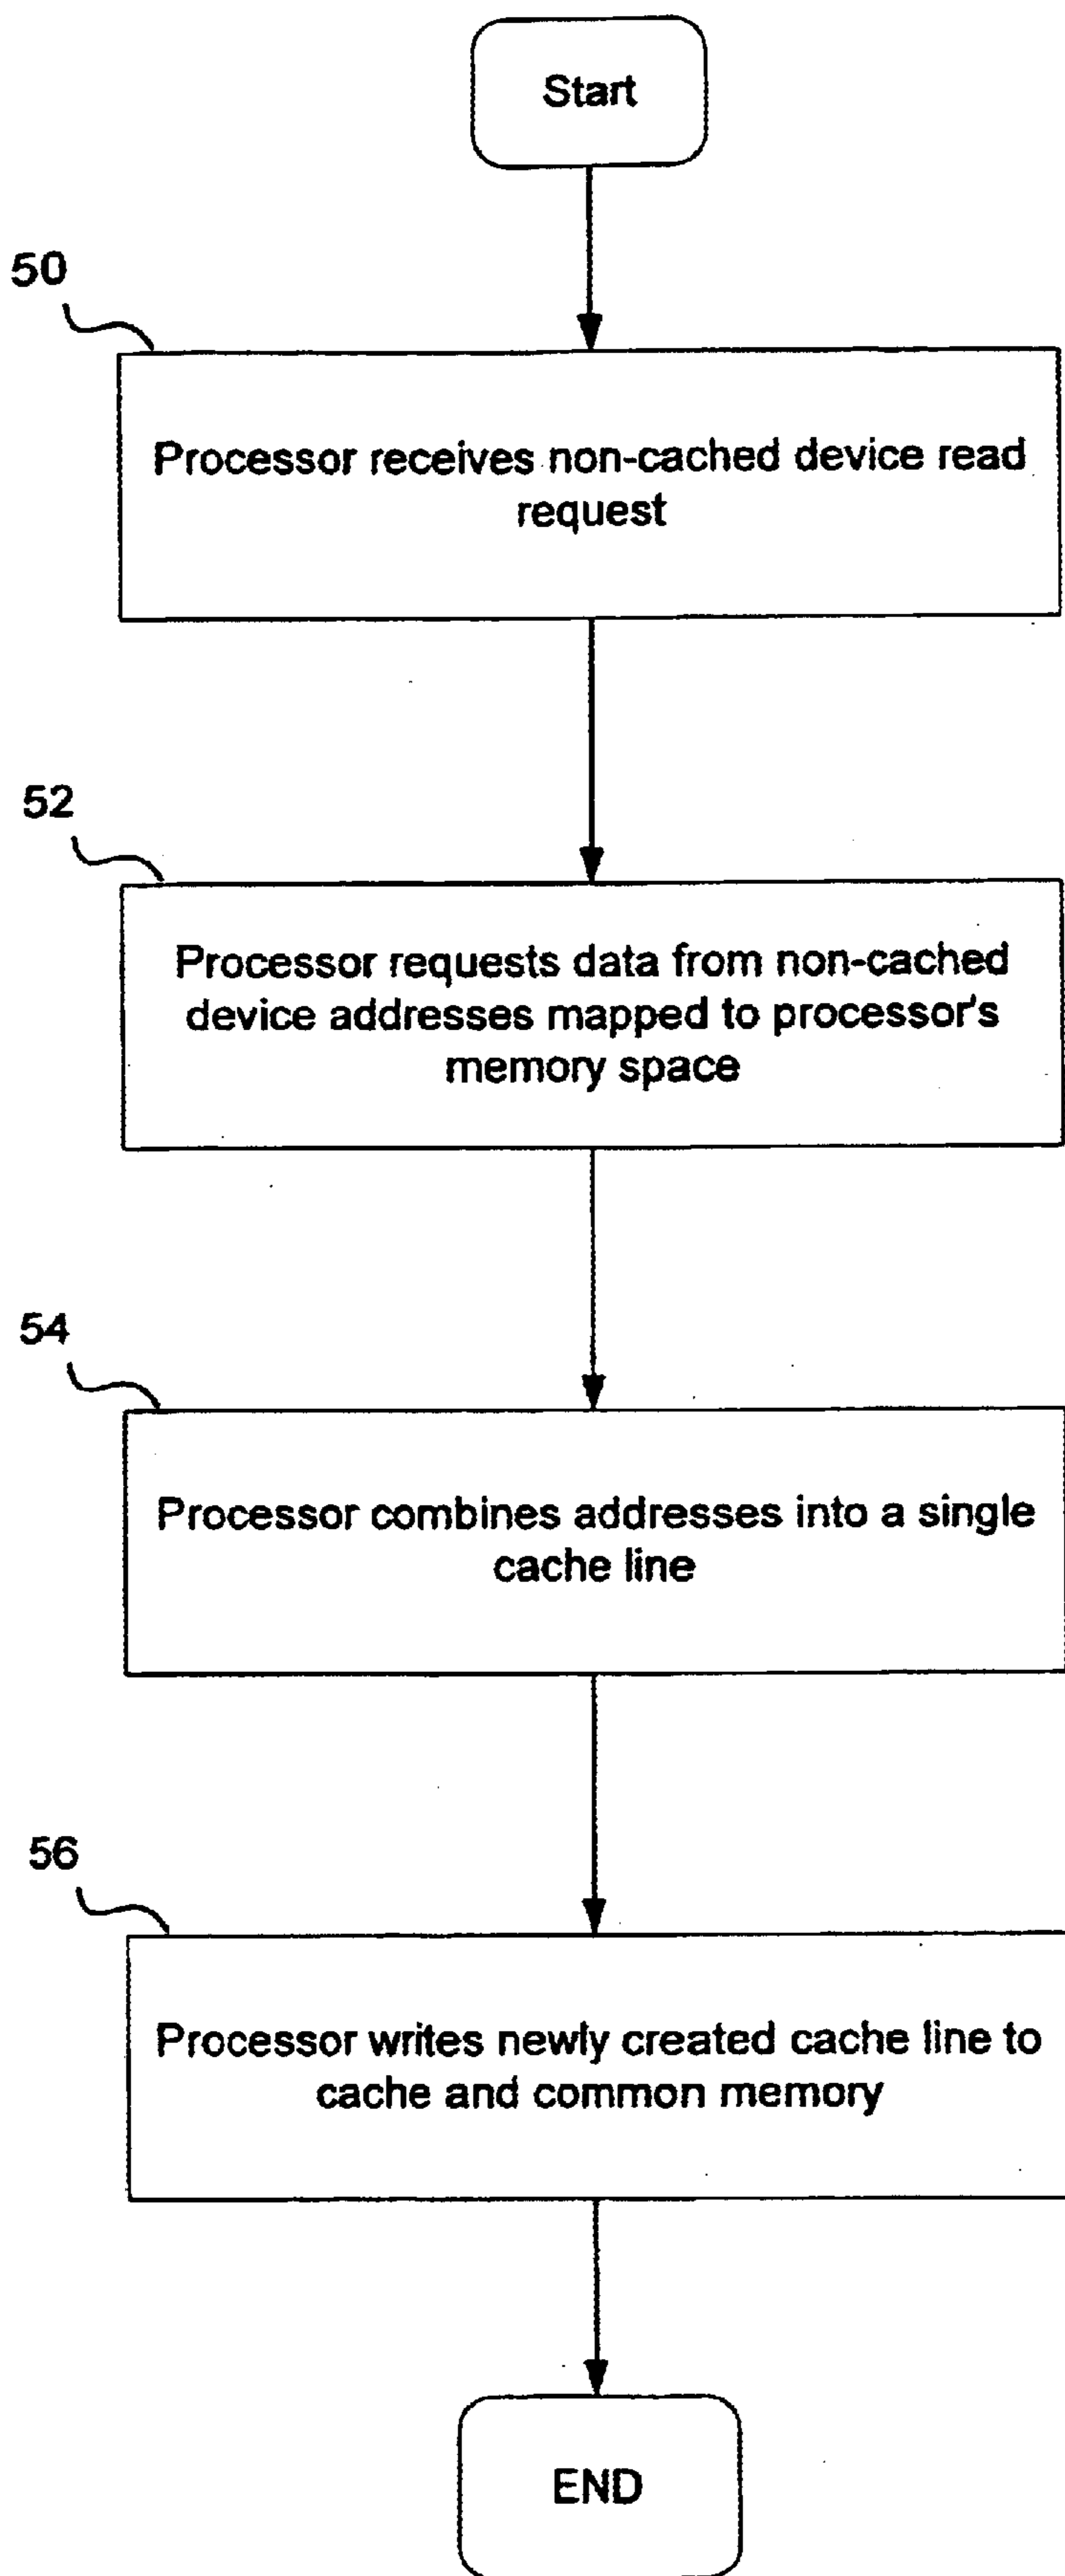 Start
50
Processor receives non-cached device read
request
52
Processor requests data from non-cached
device addresses mapped to processor's
memory space
54
Processor combines addresses into a single
cache line
56
Processor writes newly created cache line to
cache and common memory
END